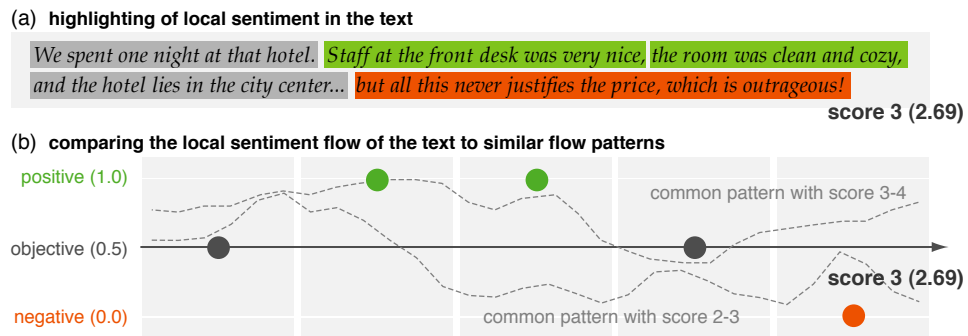 (a) highlighting of local sentiment in the text
We spent one night at that hotel. Staff at the front desk was very nice, the room was clean and cozy,
and the hotel lies in the city center... but all this never justifies the price, which is outrageous!
score 3 (2.69)
(b) comparing the local sentiment flow of the text to similar flow patterns
positive (1.0)
common pattern with score 3-4
objective (0.5)
score 3 (2.69)
negative (0.0)
common pattern with score 2-3